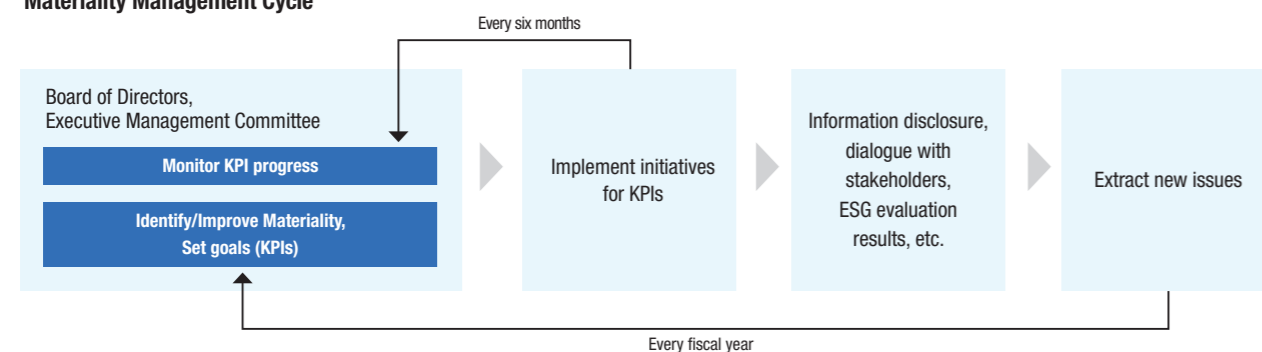 Materiality Management Cycle
Every six months
Board of Directors,
Executive Management Committee
Monitor KPI progress
Identify/Improve Materiality,
Set goals (KPIs)
Implement initiatives
for KPIs
Information disclosure,
dialogue with
stakeholders,
ESG evaluation
results, etc.
Extract new issues
Every fiscal year